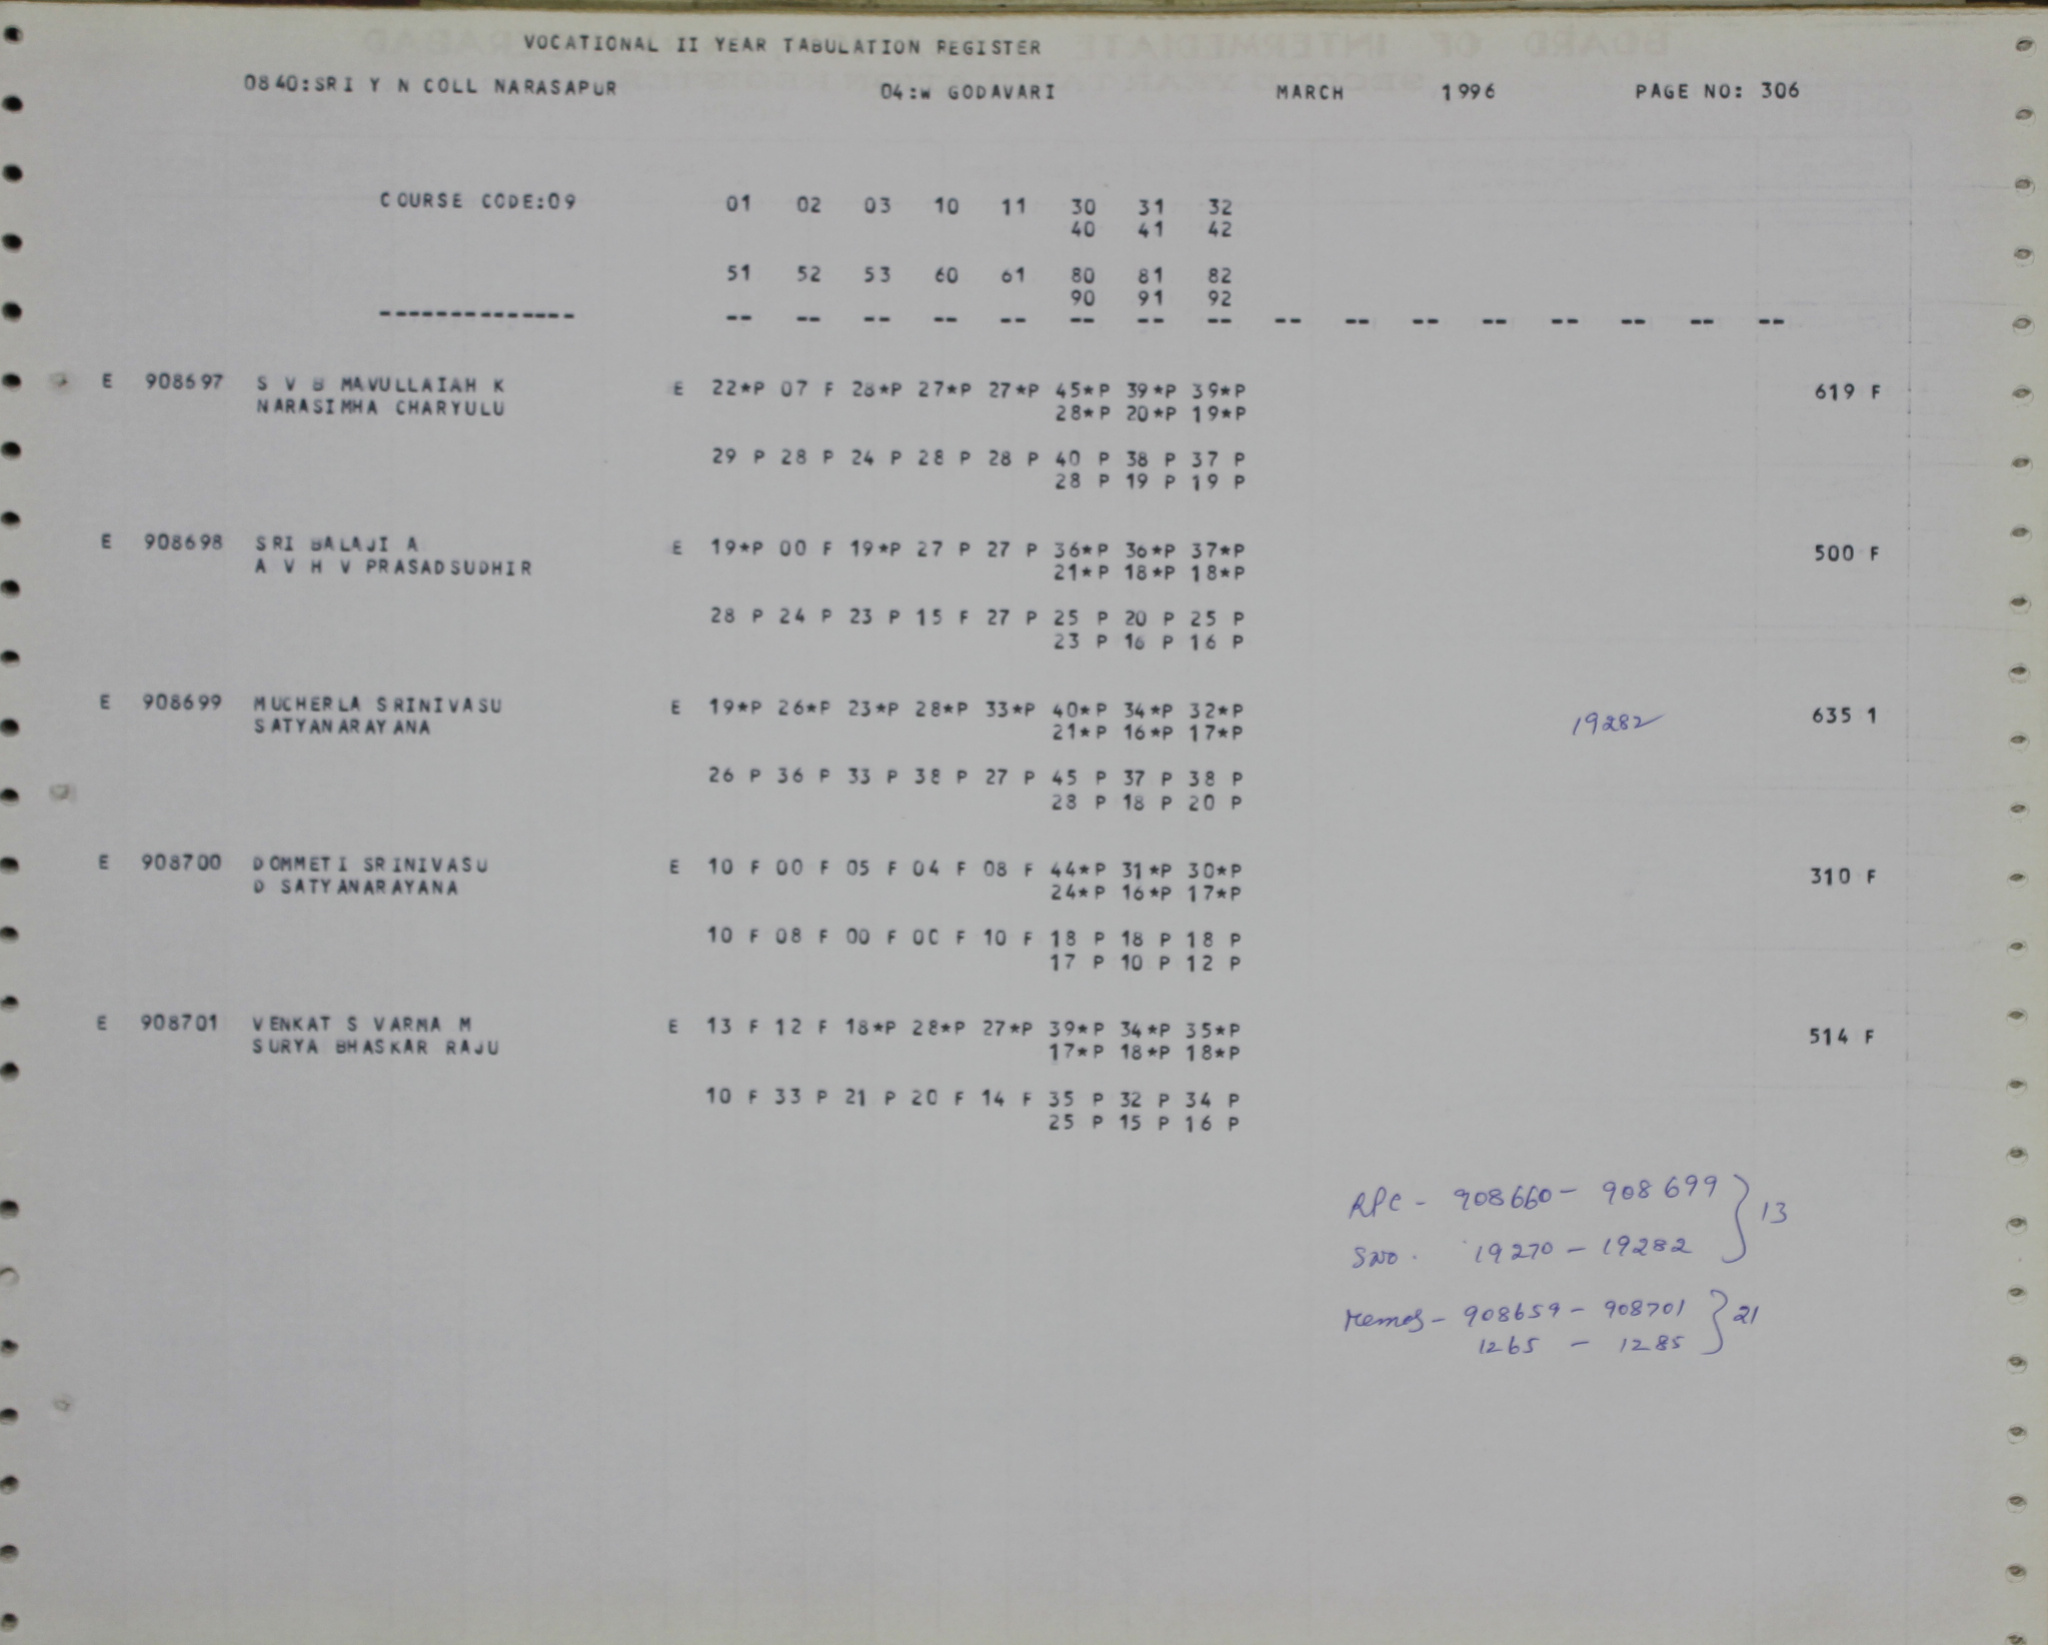 VOCATIONAL II YEAR TABULATION REGISTER
0840:SRI Y N COLL NARASAPUR 04:W GODAVARI MARCH 1996 PAGE NO: 306
COURSE CODE:09 01 02 03 10 11 30 31 32
40 41 42
51 52 53 60 61 80 81 82
90 91 92
-------------- -- -- -- -- -- -- -- -- -- -- -- -- -- -- -- --
E 908697 S V B MAVULLAIAH K E 22*P 07 F 28*P 27*P 27*P 45*P 39*P 39*P 619 F
NARASIMHA CHARYULU 28*P 20*P 19*P
29 P 28 P 24 P 28 P 28 P 40 P 38 P 37 P
28 P 19 P 19 P
E 908698 SRI BALAJI A E 19*P 00 F 19*P 27 P 27 P 36*P 36*P 37*P 500 F
A V H V PRASADSUDHIR 21*P 18*P 18*P
28 P 24 P 23 P 15 F 27 P 25 P 20 P 25 P
23 P 16 P 16 P
E 908699 MUCHERLA SRINIVASU E 19*P 26*P 23*P 28*P 33*P 40*P 34*P 32*P 19282 635 1
SATYANARAYANA 21*P 16*P 17*P
26 P 36 P 33 P 38 P 27 P 45 P 37 P 38 P
28 P 18 P 20 P
E 908700 DOMMETI SRINIVASU E 10 F 00 F 05 F 04 F 08 F 44*P 31*P 30*P 310 F
D SATYANARAYANA 24*P 16*P 17*P
10 F 08 F 00 F 00 F 10 F 18 P 18 P 18 P
17 P 10 P 12 P
E 908701 VENKAT S VARMA M E 13 F 12 F 18*P 28*P 27*P 39*P 34*P 35*P 514 F
SURYA BHASKAR RAJU 17*P 18*P 18*P
10 F 33 P 21 P 20 F 14 F 35 P 32 P 34 P
25 P 15 P 16 P
RPC - 908660 - 908699 } 13
SNO. 19270 - 19282
Memos - 908659 - 908701 } 21
1265 - 1285